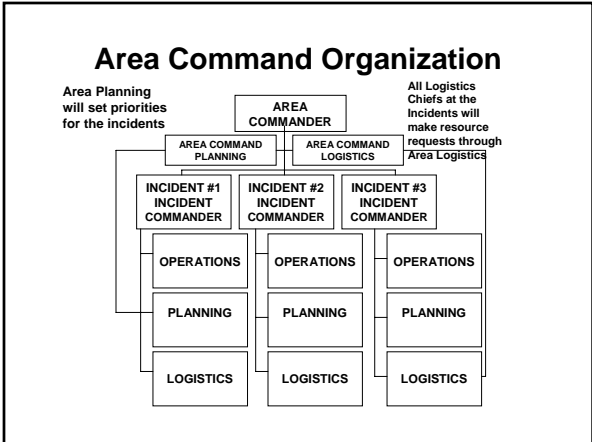 Area Command Organization
Area Planning
will set priorities
for the incidents
All Logistics
Chiefs at the
Incidents will
make resource
requests through
Area Logistics
AREA
COMMANDER
AREA COMMAND
PLANNING
AREA COMMAND
LOGISTICS
INCIDENT #1
INCIDENT
COMMANDER
INCIDENT #2
INCIDENT
COMMANDER
INCIDENT #3
INCIDENT
COMMANDER
OPERATIONS
OPERATIONS
OPERATIONS
PLANNING
PLANNING
PLANNING
LOGISTICS
LOGISTICS
LOGISTICS